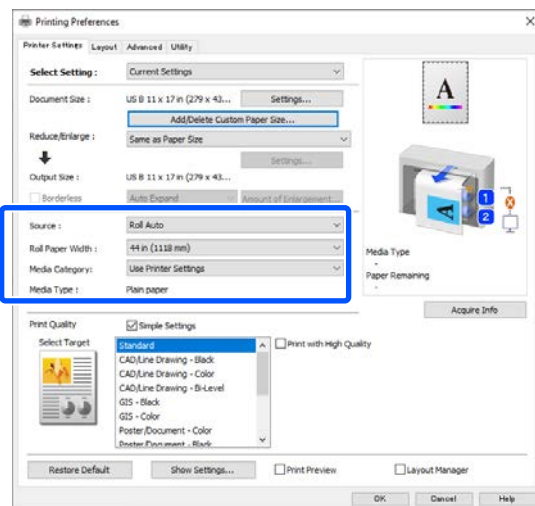 Printing Preferences
Printer Settings Layout Advanced Utility
Select Setting : Current Settings
Document Size : US B 11 x 17 in (279 x 43... Settings...
Add/Delete Custom Paper Size...
Reduce/Enlarge : Same as Paper Size
Settings...
Output Size : US B 11 x 17 in (279 x 43...
Borderless Auto Expand Amount of Enlargement...
Source : Roll Auto
Roll Paper Width : 44 in (1118 mm)
Media Category: Use Printer Settings
Media Type : Plain paper
A
A
1
2
Media Type
-
Paper Remaining
-
Acquire Info
Print Quality Simple Settings
Select Target
Standard
CAD/Line Drawing - Black
CAD/Line Drawing - Color
CAD/Line Drawing - Bi-Level
GIS - Black
GIS - Color
Poster/Document - Color
Poster/Document - Black
Print with High Quality
Restore Default Show Settings... Print Preview Layout Manager
OK Cancel Help